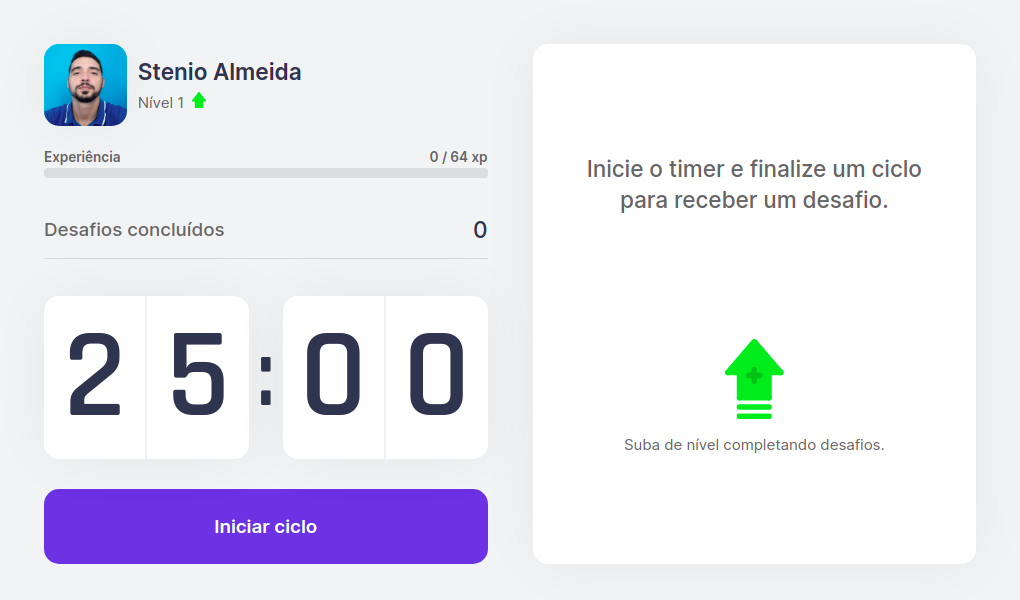 Stenio Almeida
Nível 1
Experiência 0 / 64 xp
Desafios concluídos 0
25:00
Iniciar ciclo
Inicie o timer e finalize um ciclo
para receber um desafio.
Suba de nível completando desafios.